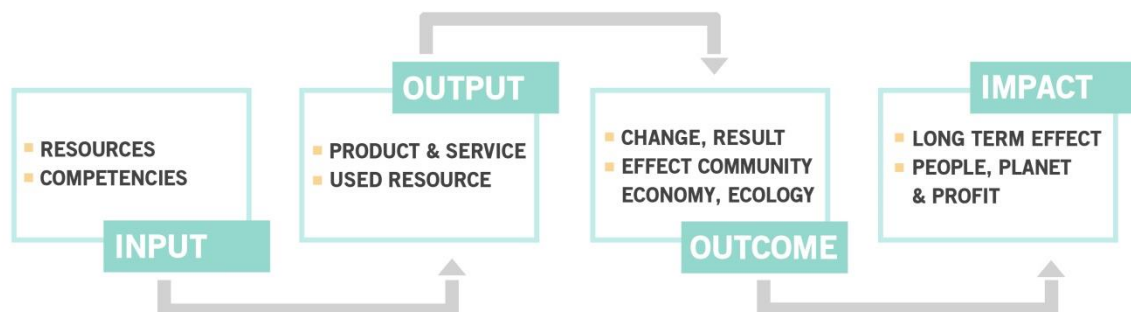 INPUT
RESOURCES
COMPETENCIES
OUTPUT
PRODUCT & SERVICE
USED RESOURCE
CHANGE, RESULT
EFFECT COMMUNITY
ECONOMY, ECOLOGY
OUTCOME
IMPACT
LONG TERM EFFECT
PEOPLE, PLANET
& PROFIT